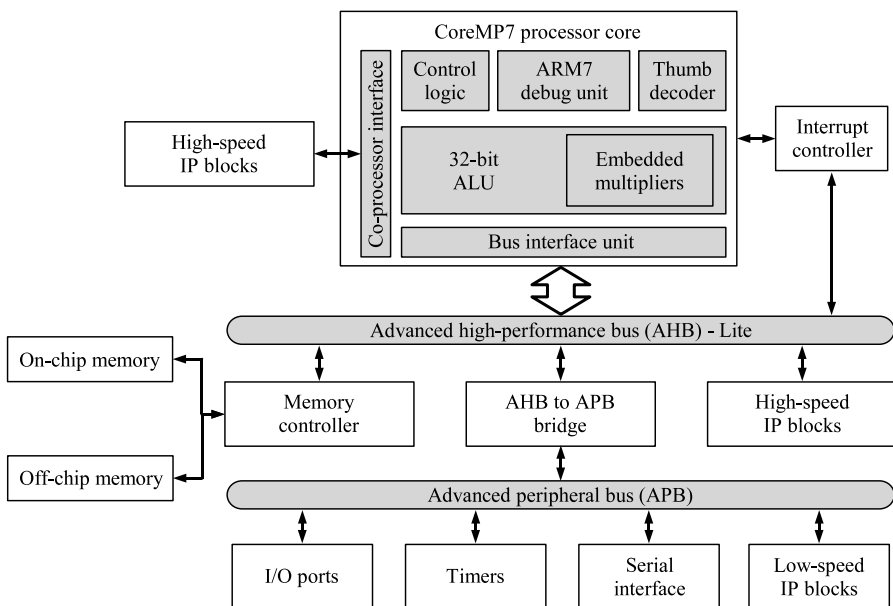 CoreMP7 processor core
Co-processor interface
Control
logic
ARM7
debug unit
Thumb
decoder
High-speed
IP blocks
32-bit
ALU
Embedded
multipliers
Interrupt
controller
Bus interface unit
Advanced high-performance bus (AHB) - Lite
On-chip memory
Off-chip memory
Memory
controller
AHB to APB
bridge
High-speed
IP blocks
Advanced peripheral bus (APB)
I/O ports
Timers
Serial
interface
Low-speed
IP blocks